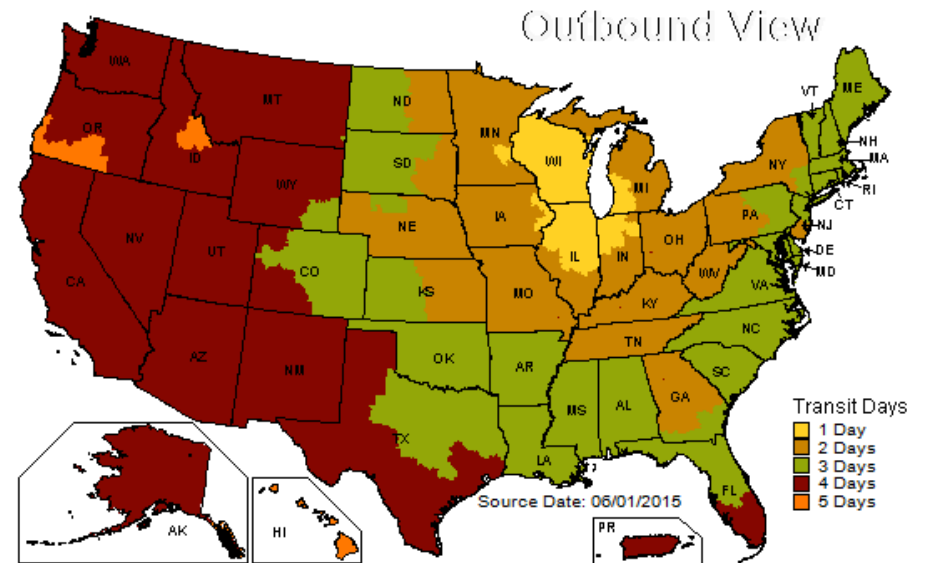 Outbound View
WA
MT
ND
MN
VT
ME
OR
ID
SD
WI
NH
MA
WY
MI
NY
RI
CT
IA
PA
NE
NJ
NV
UT
IL
IN
OH
DE
MD
CA
CO
KS
MO
WV
VA
KY
NC
TN
AZ
NM
OK
AR
SC
MS
AL
GA
TX
LA
FL
Transit Days
1 Day
2 Days
3 Days
4 Days
5 Days
Source Date: 06/01/2015
AK
HI
PR